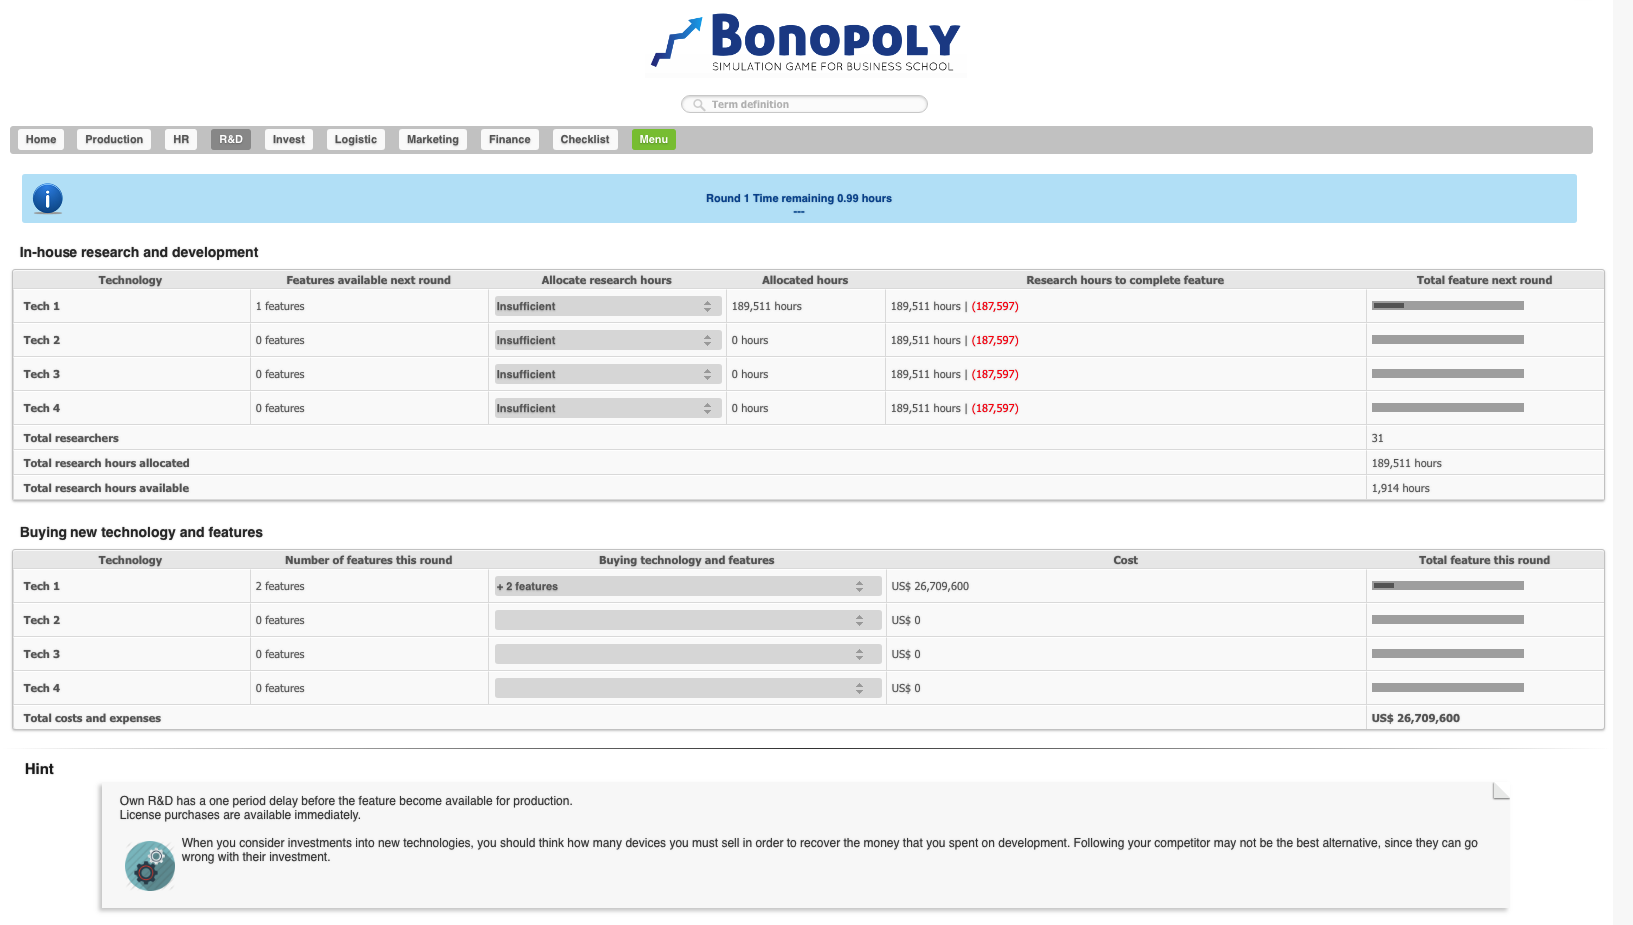 BONOPOLY
SIMULATION GAME FOR BUSINESS SCHOOL
Term definition
Home Production HR R&D Invest Logistic Marketing Finance Checklist Menu
i
Round 1 Time remaining 0.99 hours
---
In-house research and development
Technology Features available next round Allocate research hours Allocated hours Research hours to complete feature Total feature next round
Tech 1 1 features Insufficient 189,511 hours 189,511 hours | (187,597)
Tech 2 0 features Insufficient 0 hours 189,511 hours | (187,597)
Tech 3 0 features Insufficient 0 hours 189,511 hours | (187,597)
Tech 4 0 features Insufficient 0 hours 189,511 hours | (187,597)
Total researchers 31
Total research hours allocated 189,511 hours
Total research hours available 1,914 hours
Buying new technology and features
Technology Number of features this round Buying technology and features Cost Total feature this round
Tech 1 2 features + 2 features US$ 26,709,600
Tech 2 0 features US$ 0
Tech 3 0 features US$ 0
Tech 4 0 features US$ 0
Total costs and expenses US$ 26,709,600
Hint
Own R&D has a one period delay before the feature become available for production.
License purchases are available immediately.
When you consider investments into new technologies, you should think how many devices you must sell in order to recover the money that you spent on development. Following your competitor may not be the best alternative, since they can go
wrong with their investment.